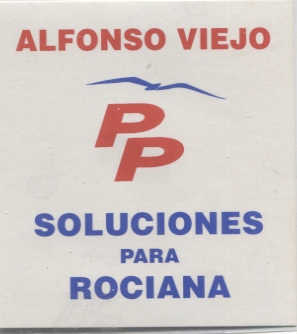 ALFONSO VIEJO
PP
SOLUCIONES
PARA
ROCIANA